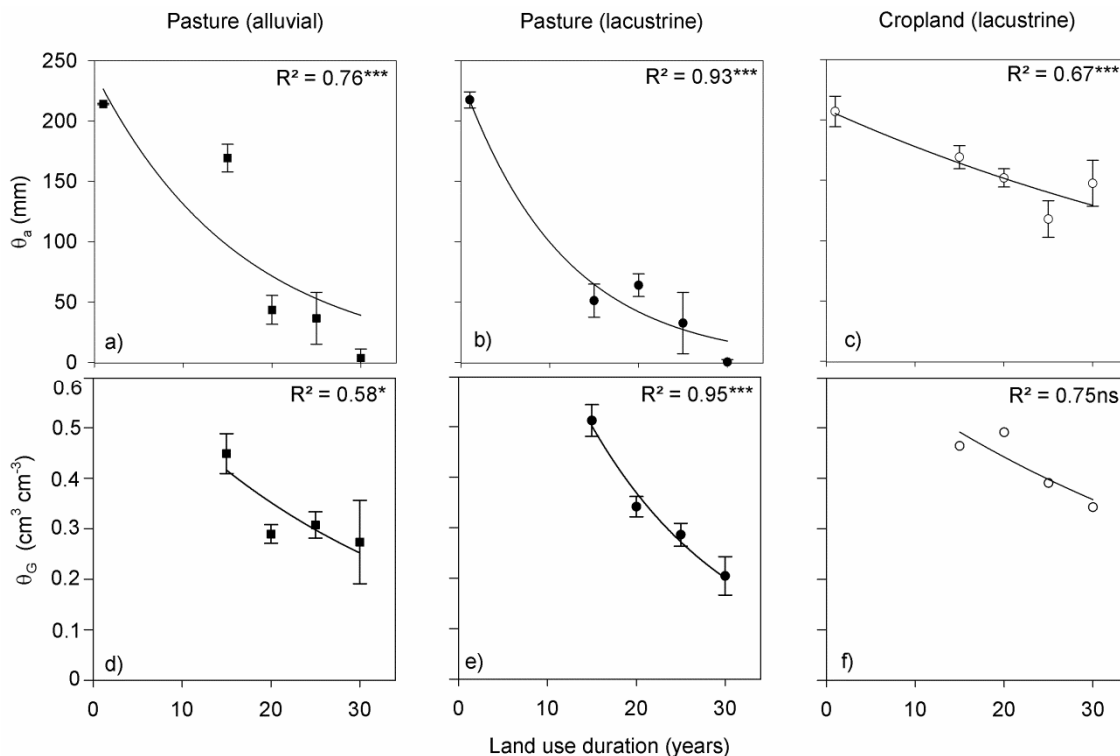 Pasture (alluvial) Pasture (lacustrine) Cropland (lacustrine)
R² = 0.76*** R² = 0.93*** R² = 0.67***
250
200
150
100
50
0
θa (mm)
a) b) c)
R² = 0.58* R² = 0.95*** R² = 0.75ns
0.6
0.5
0.4
0.3
0.2
0.1
0
θG (cm³ cm⁻³)
d) e) f)
0 10 20 30 0 10 20 30 0 10 20 30
Land use duration (years)